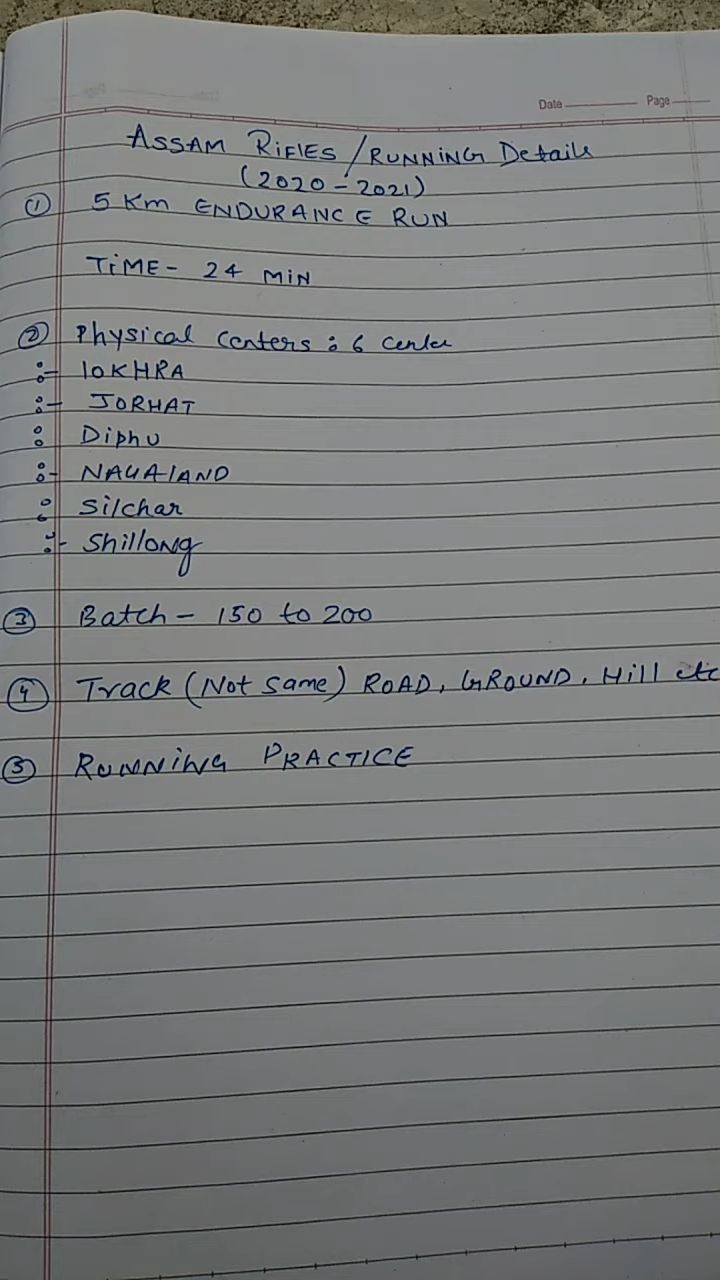 Date Page
ASSAM RIFIES / RUNNING Details
(2020-2021)
① 5 Km ENDURANCE RUN
TiME- 24 MiN
② Physical Centers : 6 Center
:- lOKHRA
:- JORHAT
: Diphu
:- NAGAlAND
: Silchar
:- Shillong
③ Batch - 150 to 200
④ Track (Not Same) ROAD, GROUND, Hill etc
⑤ RUNNiNG PRACTICE